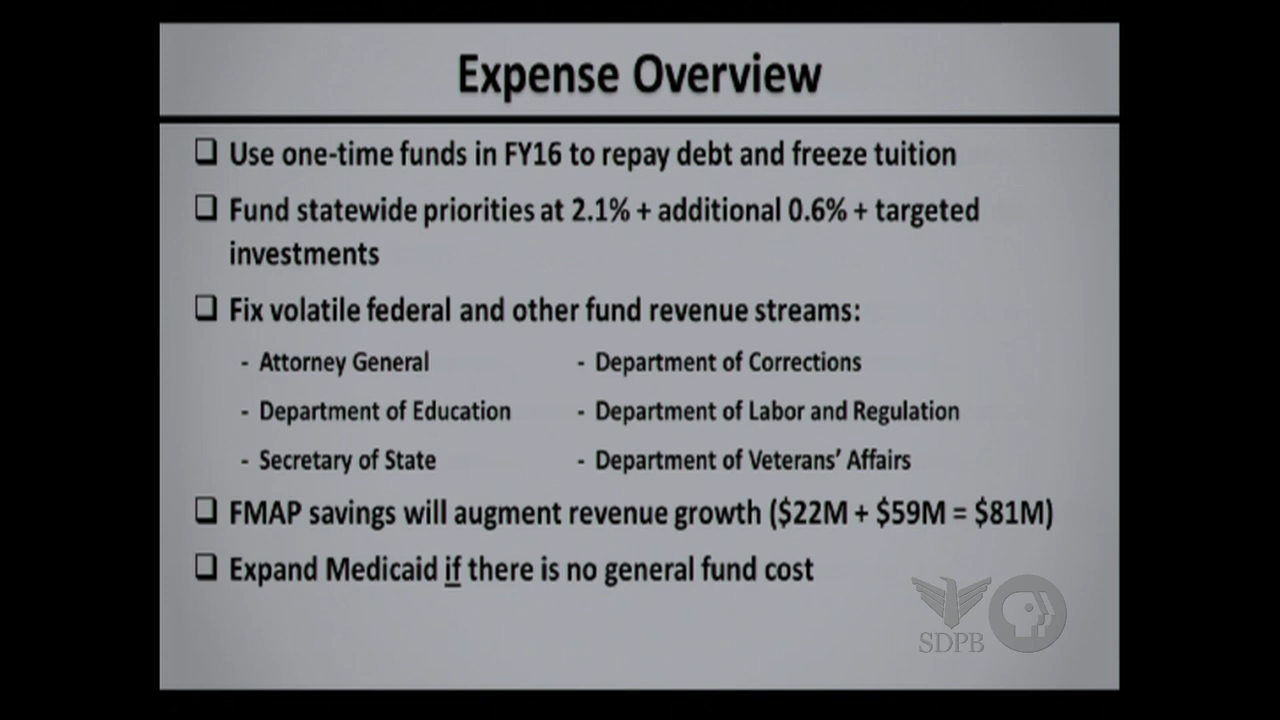 Expense Overview
❑ Use one-time funds in FY16 to repay debt and freeze tuition
❑ Fund statewide priorities at 2.1% + additional 0.6% + targeted
investments
❑ Fix volatile federal and other fund revenue streams:
- Attorney General - Department of Corrections
- Department of Education - Department of Labor and Regulation
- Secretary of State - Department of Veterans’ Affairs
❑ FMAP savings will augment revenue growth ($22M + $59M = $81M)
❑ Expand Medicaid if there is no general fund cost
SDPB